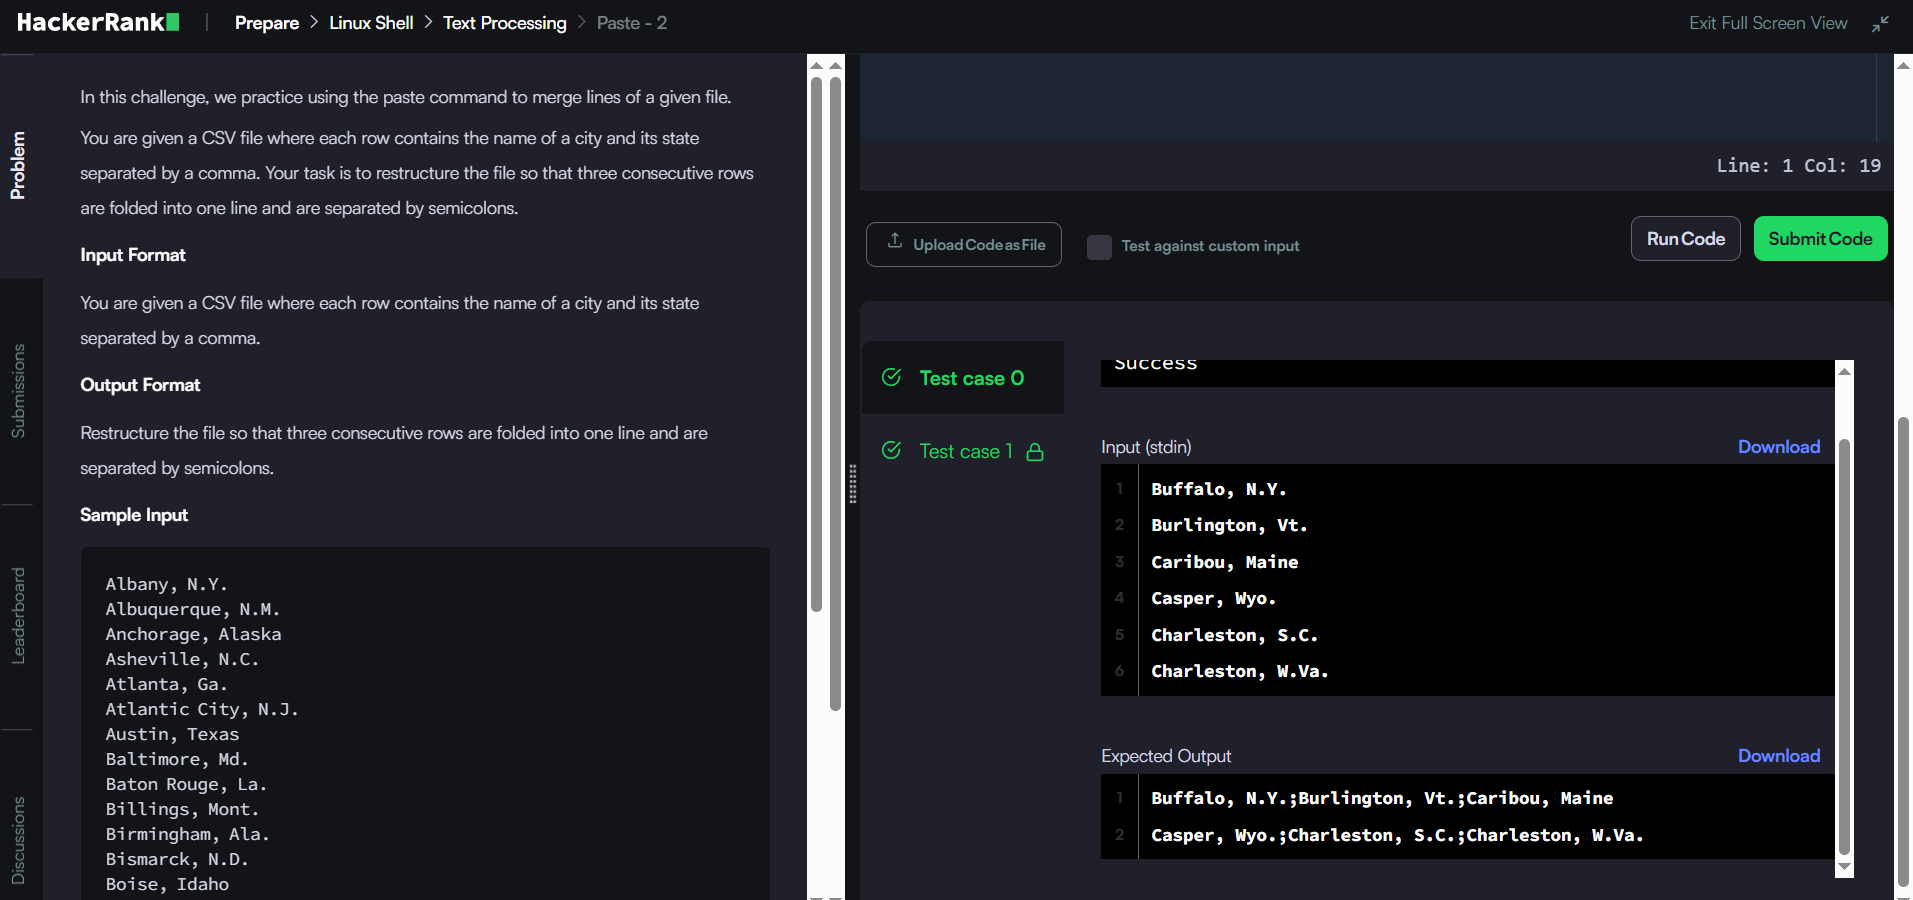 HackerRank
Prepare > Linux Shell > Text Processing > Paste - 2
Exit Full Screen View
Problem
Submissions
Leaderboard
Discussions
In this challenge, we practice using the paste command to merge lines of a given file.
You are given a CSV file where each row contains the name of a city and its state
separated by a comma. Your task is to restructure the file so that three consecutive rows
are folded into one line and are separated by semicolons.
Input Format
You are given a CSV file where each row contains the name of a city and its state
separated by a comma.
Output Format
Restructure the file so that three consecutive rows are folded into one line and are
separated by semicolons.
Sample Input
Albany, N.Y.
Albuquerque, N.M.
Anchorage, Alaska
Asheville, N.C.
Atlanta, Ga.
Atlantic City, N.J.
Austin, Texas
Baltimore, Md.
Baton Rouge, La.
Billings, Mont.
Birmingham, Ala.
Bismarck, N.D.
Boise, Idaho
Line: 1 Col: 19
Upload Code as File
Test against custom input
Run Code
Submit Code
Test case 0
Test case 1
Success
Input (stdin)
Download
1 Buffalo, N.Y.
2 Burlington, Vt.
3 Caribou, Maine
4 Casper, Wyo.
5 Charleston, S.C.
6 Charleston, W.Va.
Expected Output
Download
1 Buffalo, N.Y.;Burlington, Vt.;Caribou, Maine
2 Casper, Wyo.;Charleston, S.C.;Charleston, W.Va.